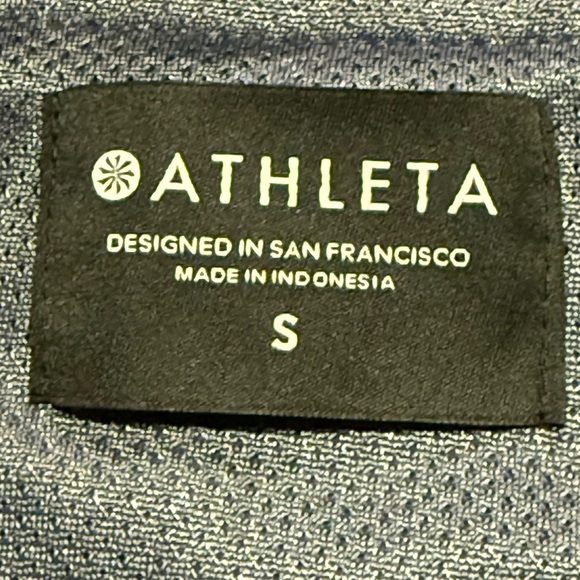 ATHLETA
DESIGNED IN SAN FRANCISCO
MADE IN INDONESIA
S